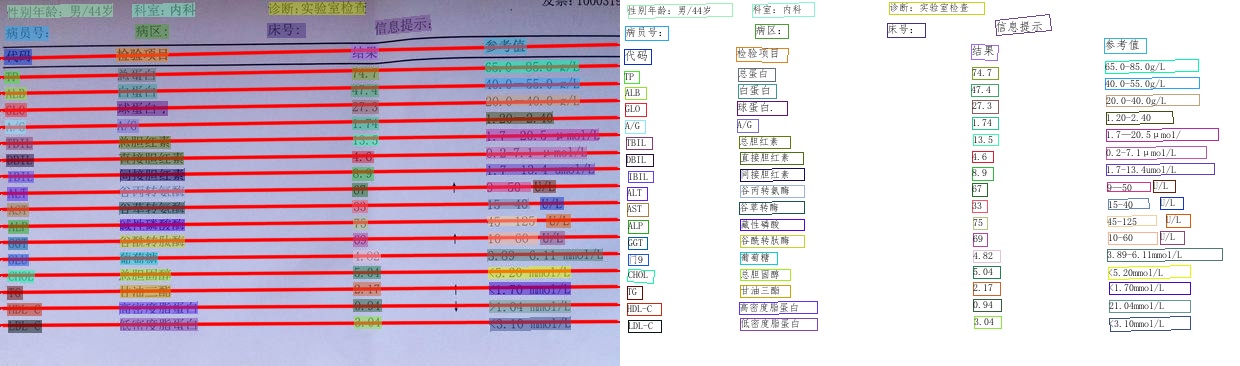 发票:1000319
性别年龄: 男/44岁 科室: 内科 诊断: 实验室检查
病员号: 病区: 床号: 信息提示:
代码 检验项目 结果 参考值
TP 总蛋白 74.7 65.0-85.0 g/L
ALB 白蛋白 47.4 40.0-55.0 g/L
GLO 球蛋白. 27.3 20.0-40.0 g/L
A/G A/G 1.74 1.20-2.40
TBIL 总胆红素 13.5 1.7-20.5 μmol/L
DBIL 直接胆红素 4.6 0.2-7.1 μmol/L
IBIL 间接胆红素 8.9 1.7-13.4 umol/L
ALT 谷丙转氨酶 67 ↑ 9-50 U/L
AST 谷草转氨酶 33 15-40 U/L
ALP 碱性磷酸酶 75 45-125 U/L
GGT 谷酰转肽酶 69 ↑ 10-60 U/L
GLU 葡萄糖 4.82 3.89-6.11 mmol/L
CHOL 总胆固醇 5.04 <5.20 mmol/L
TG 甘油三酯 2.17 ↑ <1.70 mmol/L
HDL-C 高密度脂蛋白 0.94 ↓ >1.04 mmol/L
LDL-C 低密度脂蛋白 3.04 <3.10 mmol/L
性别年龄: 男/44岁 科室: 内科 诊断: 实验室检查
病员号: 病区: 床号: 信息提示:
代码 检验项目 结果 参考值
TP 总蛋白 74.7 65.0-85.0g/L
ALB 白蛋白 47.4 40.0-55.0g/L
GLO 球蛋白. 27.3 20.0-40.0g/L
A/G A/G 1.74 1.20-2.40
TBIL 总胆红素 13.5 1.7—20.5μmol/
DBIL 直接胆红素 4.6 0.2-7.1μmol/L
IBIL 间接胆红素 8.9 1.7-13.4umol/L
ALT 谷丙转氨酶 67 9—50 U/L
AST 谷草转酶 33 15-40 U/L
ALP 碱性磷酸 75 45-125 U/L
GGT 谷酰转肽酶 69 10-60 U/L
门9 葡萄糖 4.82 3.89-6.11mmol/L
CHOL 总胆固醇 5.04 <5.20mmol/L
TG 甘油三酯 2.17 <1.70mmol/L
HDL-C 高密度脂蛋白 0.94 21.04mmol/L
LDL-C 低密度脂蛋白 3.04 <3.10mmol/L